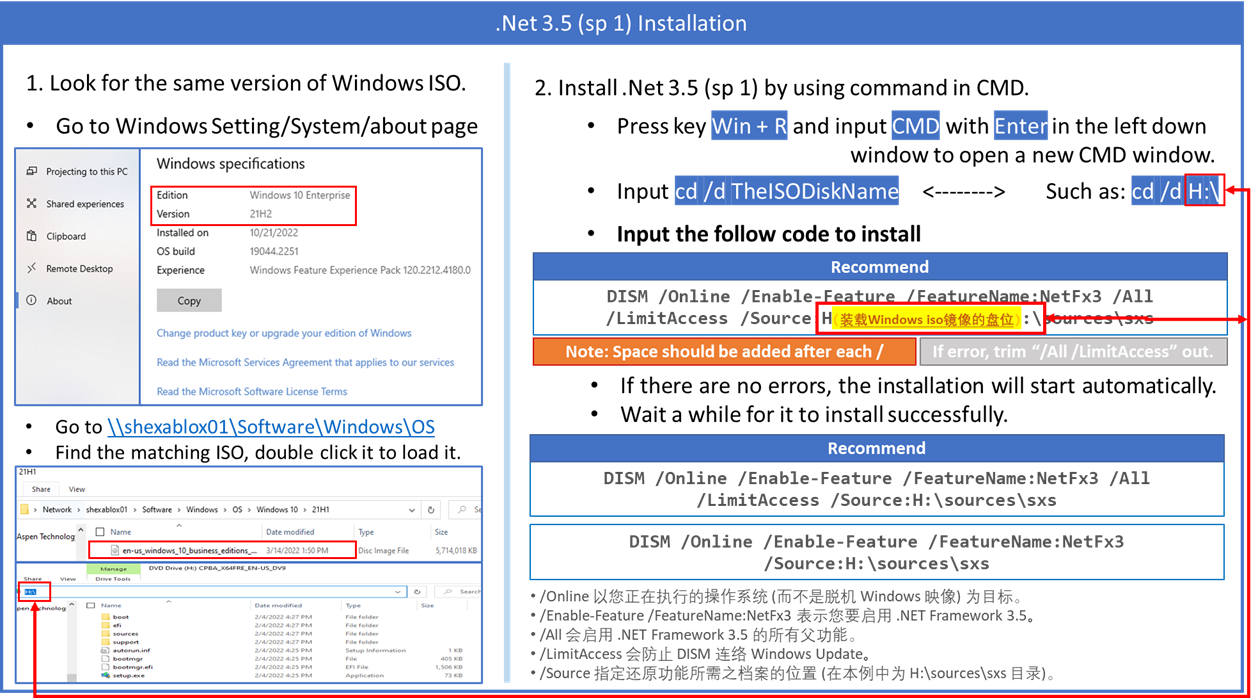 .Net 3.5 (sp 1) Installation
1. Look for the same version of Windows ISO.
• Go to Windows Setting/System/about page
Projecting to this PC
Shared experiences
Clipboard
Remote Desktop
About
Windows specifications
Edition Windows 10 Enterprise
Version 21H2
Installed on 10/21/2022
OS build 19044.2251
Experience Windows Feature Experience Pack 120.2212.4180.0
Copy
Change product key or upgrade your edition of Windows
Read the Microsoft Services Agreement that applies to our services
Read the Microsoft Software License Terms
• Go to \\shexablox01\Software\Windows\OS
• Find the matching ISO, double click it to load it.
21H1
Share View
> Network > shexablox01 > Software > Windows > OS > Windows 10 > 21H1
Aspen Technolog
Name Date modified Type Size
en-us_windows_10_business_editions_... 3/14/2022 1:50 PM Disc Image File 5,714,018 KB
Manage DVD Drive (H:) CPBA_X64FRE_EN-US_DV9
Share View Drive Tools
H:\ Search
pen Technolog
Name Date modified Type Size
boot 2/4/2022 4:27 PM File folder
efi 2/4/2022 4:27 PM File folder
sources 2/4/2022 4:27 PM File folder
support 2/4/2022 4:27 PM File folder
autorun.inf 2/4/2022 4:25 PM Setup Information 1 KB
bootmgr 2/4/2022 4:25 PM File 405 KB
bootmgr.efi 2/4/2022 4:25 PM EFI File 1,506 KB
setup.exe 2/4/2022 4:25 PM Application 73 KB
2. Install .Net 3.5 (sp 1) by using command in CMD.
• Press key Win + R and input CMD with Enter in the left down
window to open a new CMD window.
• Input cd /d TheISODiskName <--------> Such as: cd /d H:\
• Input the follow code to install
Recommend
DISM /Online /Enable-Feature /FeatureName:NetFx3 /All
/LimitAccess /Source:H(装载Windows iso镜像的盘位):\sources\sxs
Note: Space should be added after each /
If error, trim “/All /LimitAccess” out.
• If there are no errors, the installation will start automatically.
• Wait a while for it to install successfully.
Recommend
DISM /Online /Enable-Feature /FeatureName:NetFx3 /All
/LimitAccess /Source:H:\sources\sxs
DISM /Online /Enable-Feature /FeatureName:NetFx3
/Source:H:\sources\sxs
• /Online 以您正在执行的操作系统 (而不是脱机 Windows 映像) 为目标。
• /Enable-Feature /FeatureName:NetFx3 表示您要启用 .NET Framework 3.5。
• /All 会启用 .NET Framework 3.5 的所有父功能。
• /LimitAccess 会防止 DISM 连络 Windows Update。
• /Source 指定还原功能所需之档案的位置 (在本例中为 H:\sources\sxs 目录)。